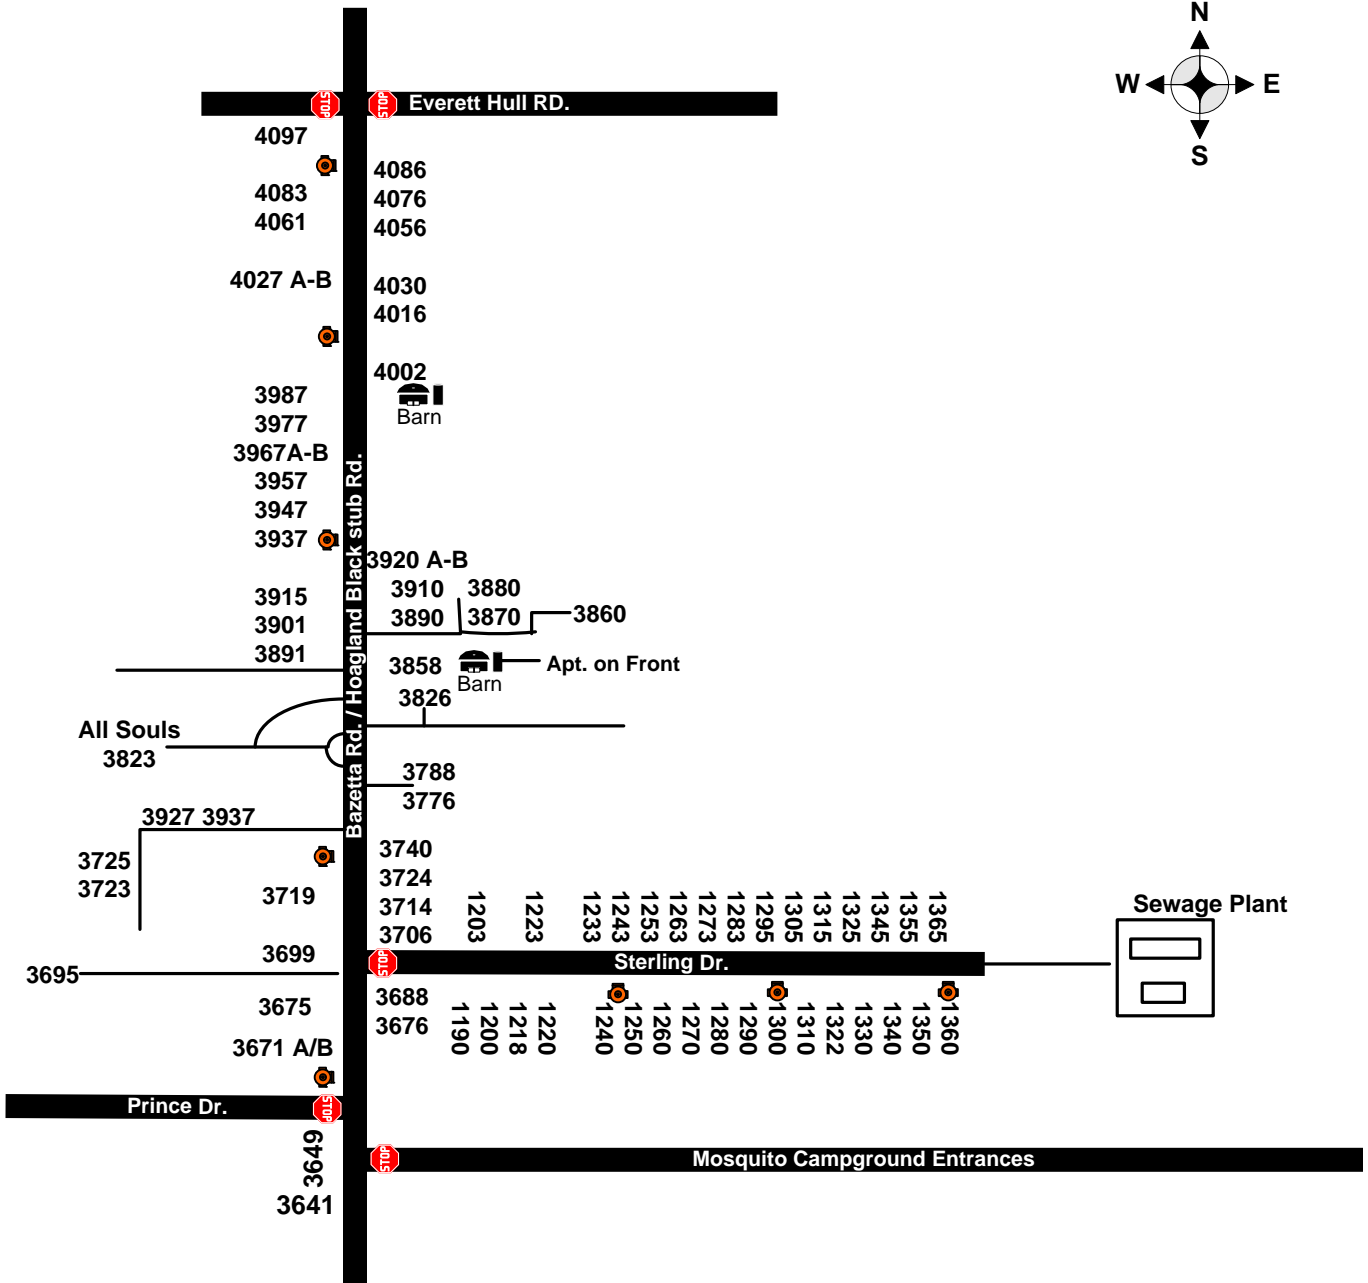 N
W E
S
STOP STOP Everett Hull RD.
4097
4086
4083
4076
4061
4056
4027 A-B
4030
4016
4002
Barn
3987
3977
3967A-B
3957
3947
3937
Bazetta Rd. / Hoagland Black stub Rd.
3920 A-B
3910 3880
3890 3870 3860
3915
3901
3891
3858
Barn
Apt. on Front
3826
All Souls
3823
3788
3776
3927 3937
3725
3723
3719
3740
3724
3714
3706
1203 1223 1233 1243 1253 1263 1273 1283 1295 1305 1315 1325 1345 1355 1365
Sewage Plant
3699
3695
STOP Sterling Dr.
3675
3688
3676
1190 1200 1218 1220 1240 1250 1260 1270 1280 1290 1300 1310 1322 1330 1340 1350 1360
3671 A/B
Prince Dr. STOP
3649
3641
STOP Mosquito Campground Entrances